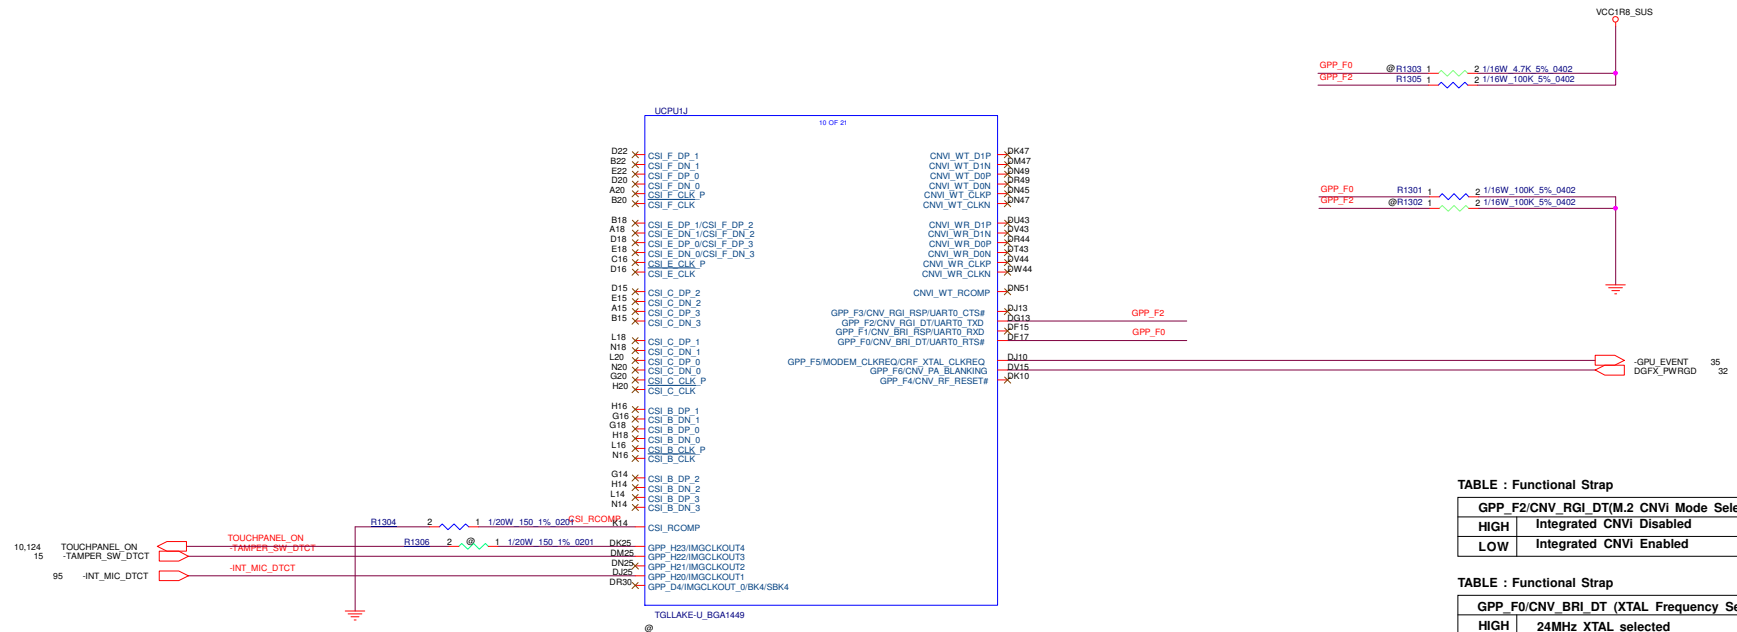 VCC1R8_SUS
GPP_F0 @R1303 1 2 1/16W_4.7K_5%_0402
GPP_F2 R1305 1 2 1/16W_100K_5%_0402
UCPU1J
10 OF 21
D22 CSI_F_DP_1
B22 CSI_F_DN_1
E22 CSI_F_DP_0
D20 CSI_F_DN_0
A20 CSI_F_CLK_P
B20 CSI_F_CLK
B18 CSI_E_DP_1/CSI_F_DP_2
A18 CSI_E_DN_1/CSI_F_DN_2
D18 CSI_E_DP_0/CSI_F_DP_3
E18 CSI_E_DN_0/CSI_F_DN_3
C16 CSI_E_CLK_P
D16 CSI_E_CLK
D15 CSI_C_DP_2
E15 CSI_C_DN_2
A15 CSI_C_DP_3
B15 CSI_C_DN_3
L18 CSI_C_DP_1
N18 CSI_C_DN_1
L20 CSI_C_DP_0
N20 CSI_C_DN_0
G20 CSI_C_CLK_P
H20 CSI_C_CLK
H16 CSI_B_DP_1
G16 CSI_B_DN_1
G18 CSI_B_DP_0
H18 CSI_B_DN_0
L16 CSI_B_CLK_P
N16 CSI_B_CLK
G14 CSI_B_DP_2
H14 CSI_B_DN_2
L14 CSI_B_DP_3
N14 CSI_B_DN_3
R1304 2 1 1/20W_150_1%_0201 CSI_RCOMP K14 CSI_RCOMP
10,124 TOUCHPANEL_ON TOUCHPANEL_ON R1306 2 @ 1 1/20W_150_1%_0201 DK25 GPP_H23/IMGCLKOUT4
15 -TAMPER_SW_DTCT -TAMPER_SW_DTCT DM25 GPP_H22/IMGCLKOUT3
DN25 GPP_H21/IMGCLKOUT2
95 -INT_MIC_DTCT -INT_MIC_DTCT DJ25 GPP_H20/IMGCLKOUT1
DR30 GPP_D4/IMGCLKOUT_0/BK4/SBK4
TGLLAKE-U_BGA1449
@
CNVI_WT_D1P DK47
CNVI_WT_D1N DM47
CNVI_WT_D0P DN49
CNVI_WT_D0N DR49
CNVI_WT_CLKP DN45
CNVI_WT_CLKN DN47
CNVI_WR_D1P DU43
CNVI_WR_D1N DV43
CNVI_WR_D0P DR44
CNVI_WR_D0N DT43
CNVI_WR_CLKP DV44
CNVI_WR_CLKN DW44
CNVI_WT_RCOMP DN51
GPP_F3/CNV_RGI_RSP/UART0_CTS# DJ13
GPP_F2/CNV_RGI_DT/UART0_TXD DG13 GPP_F2
GPP_F1/CNV_BRI_RSP/UART0_RXD DF15
GPP_F0/CNV_BRI_DT/UART0_RTS# DF17 GPP_F0
GPP_F5/MODEM_CLKREQ/CRF_XTAL_CLKREQ DJ10 -GPU_EVENT 35
GPP_F6/CNV_PA_BLANKING DV15 DGFX_PWRGD 32
GPP_F4/CNV_RF_RESET# DK10
GPP_F0 R1301 1 2 1/16W_100K_5%_0402
GPP_F2 @R1302 1 2 1/16W_100K_5%_0402
TABLE : Functional Strap
GPP_F2/CNV_RGI_DT(M.2 CNVi Mode Sele
HIGH Integrated CNVi Disabled
LOW Integrated CNVi Enabled
TABLE : Functional Strap
GPP_F0/CNV_BRI_DT (XTAL Frequency Se
HIGH 24MHz XTAL selected